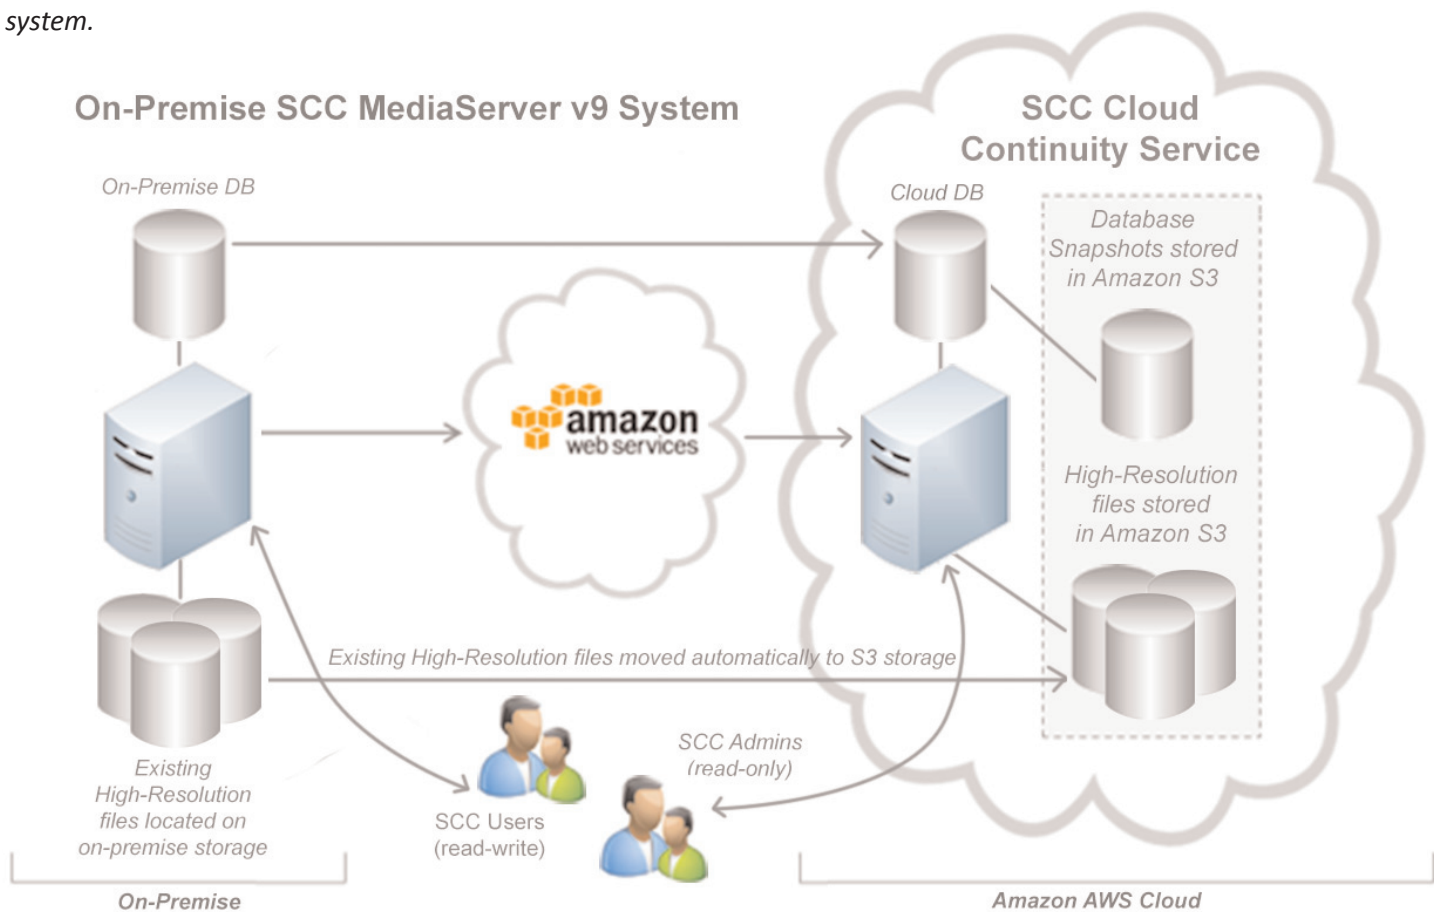 system.
On-Premise SCC MediaServer v9 System
SCC Cloud
Continuity Service
On-Premise DB
Cloud DB
Database
Snapshots stored
in Amazon S3
amazon
web services
High-Resolution
files stored
in Amazon S3
Existing High-Resolution files moved automatically to S3 storage
SCC Admins
(read-only)
Existing
High-Resolution
files located on
on-premise storage
SCC Users
(read-write)
On-Premise
Amazon AWS Cloud